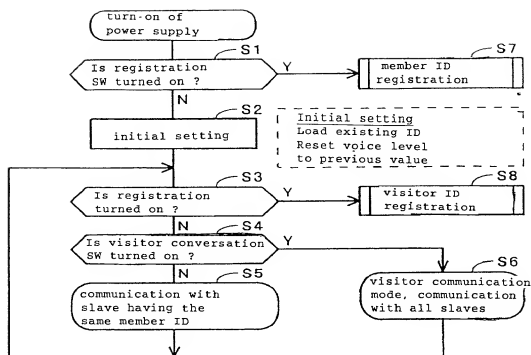 turn-on of
power supply
S1
Is registration
SW turned on ?
Y
N
S7
member ID
registration
S2
initial setting
Initial setting
Load existing ID
Reset voice level
to previous value
S3
Is registration
turned on ?
Y
N
S8
visitor ID
registration
S4
Is visitor conversation
SW turned on ?
Y
N
S5
communication with
slave having the
same member ID
S6
visitor communication
mode, communication
with all slaves